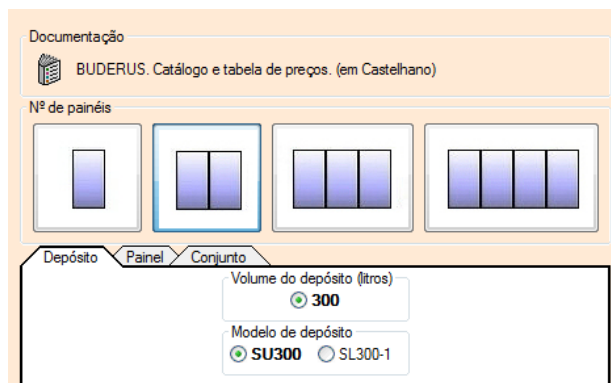 Documentação
BUDERUS. Catálogo e tabela de preços. (em Castelhano)
Nº de painéis
Depósito Painel Conjunto
Volume do depósito (litros)
300
Modelo de depósito
SU300 SL300-1